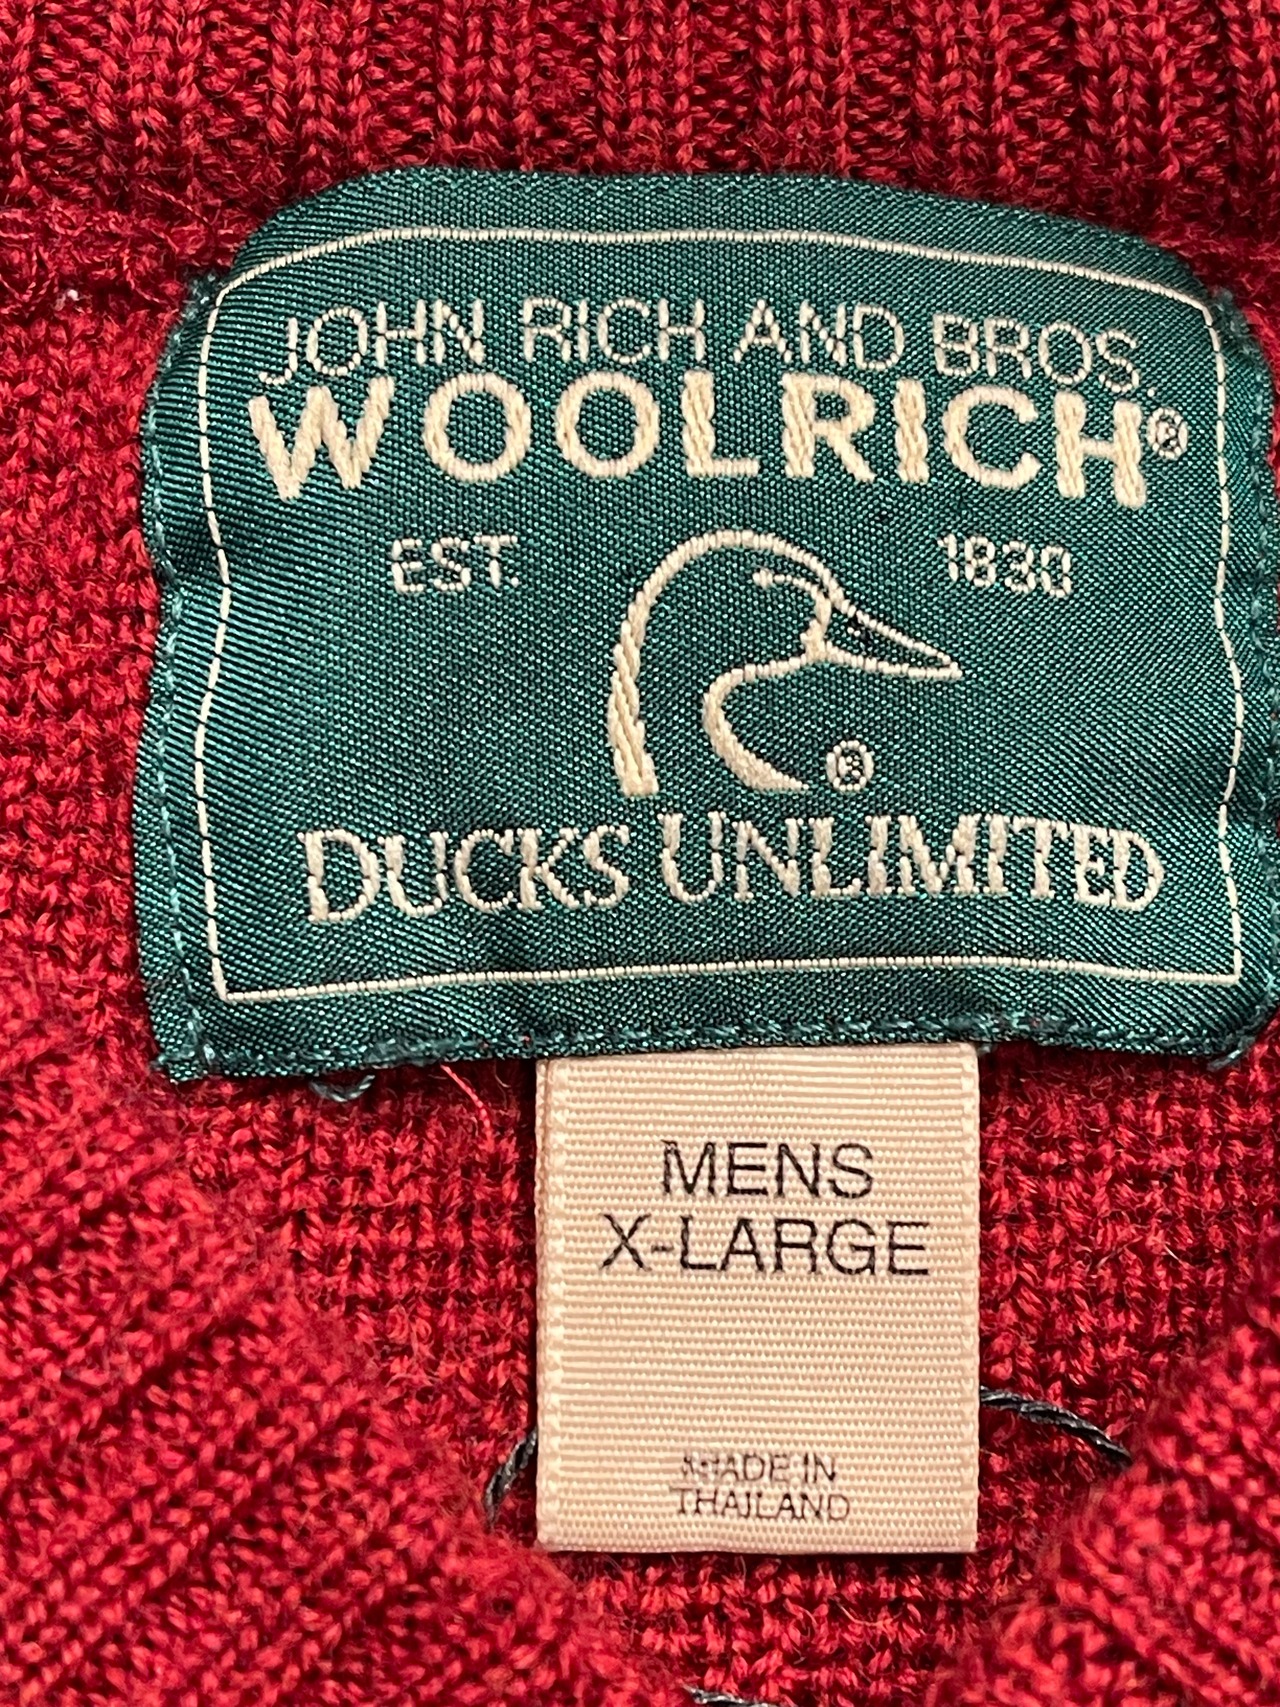 JOHN RICH AND BROS.
WOOLRICH®
EST. 1830
®
DUCKS UNLIMITED
MENS
X-LARGE
MADE IN
THAILAND